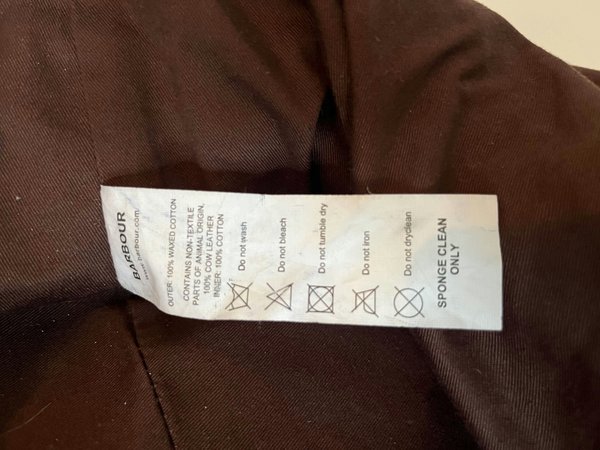 BARBOUR
www.barbour.com
OUTER: 100% WAXED COTTON
CONTAINS NON-TEXTILE
PARTS OF ANIMAL ORIGIN.
100% COW LEATHER
INNER: 100% COTTON
Do not wash
Do not bleach
Do not tumble dry
Do not iron
Do not dryclean
SPONGE CLEAN
ONLY